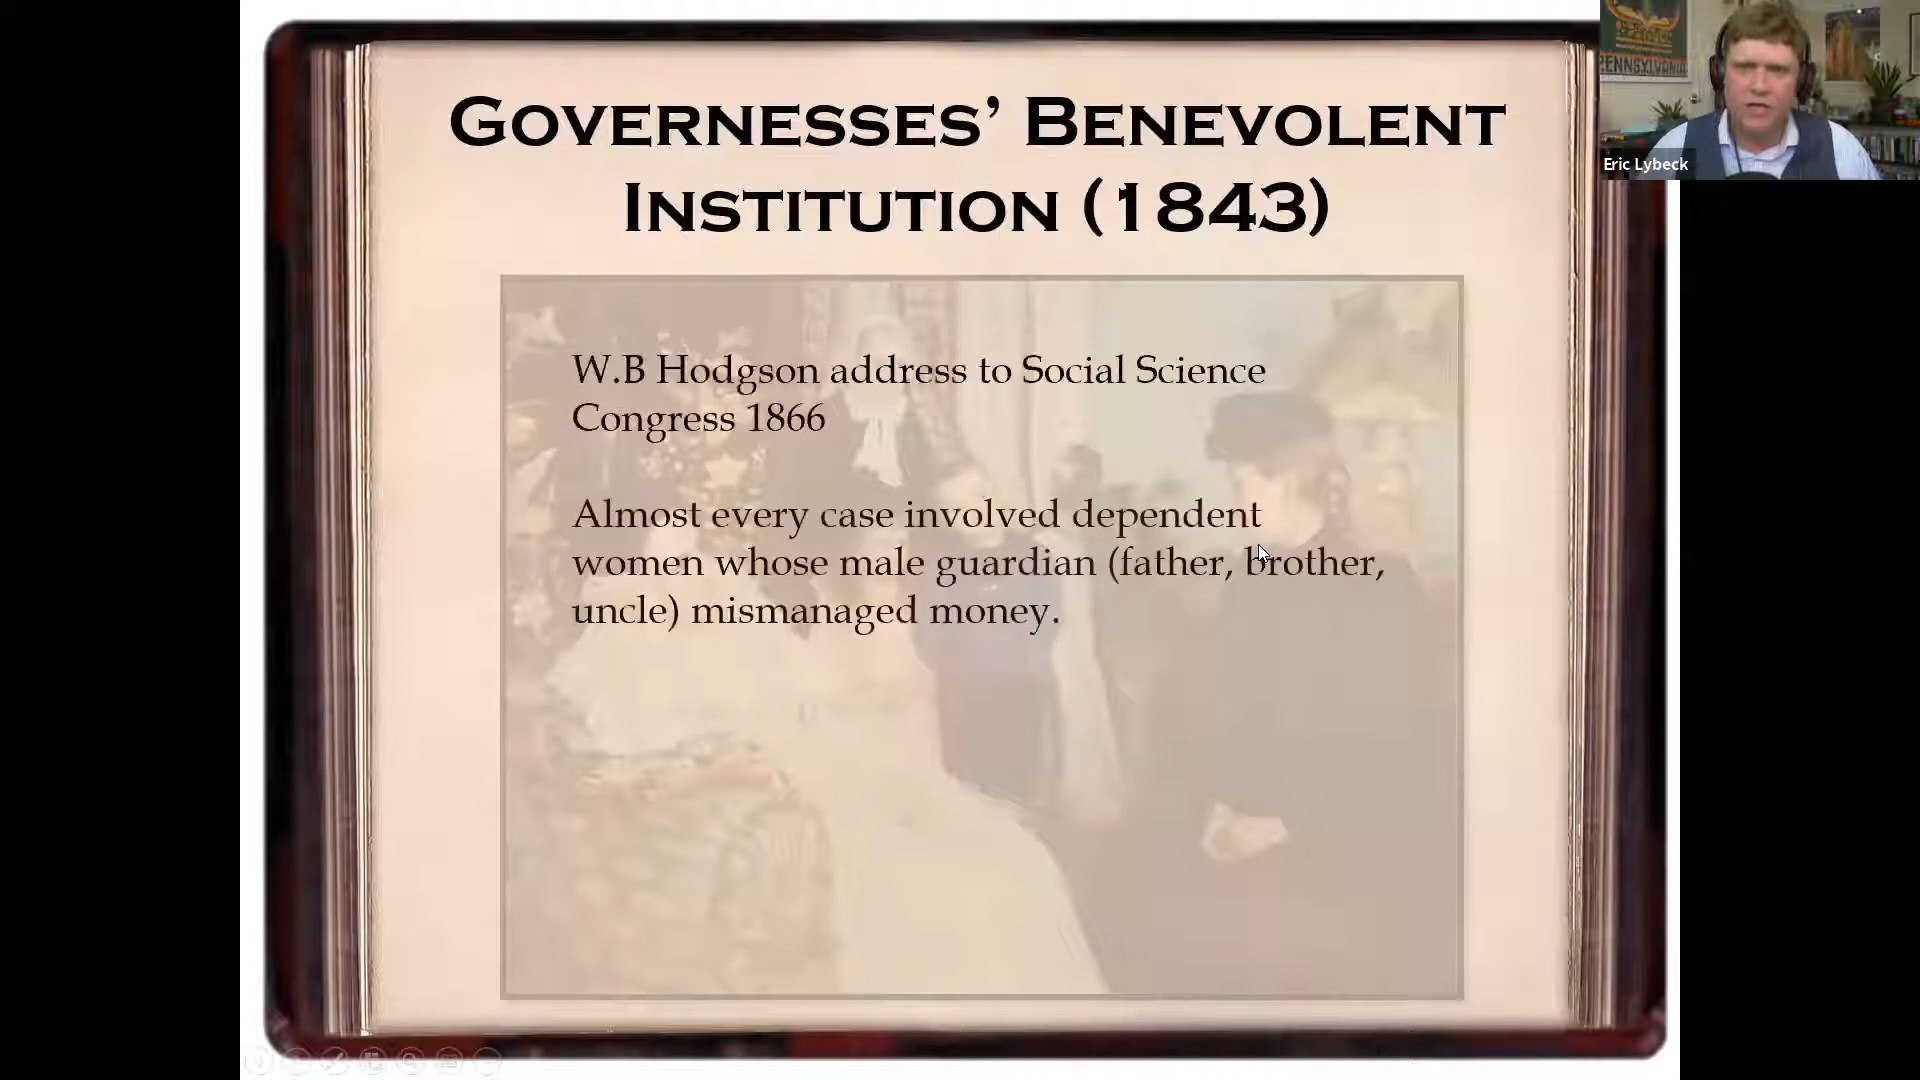 GOVERNESSES’ BENEVOLENT
INSTITUTION (1843)
W.B Hodgson address to Social Science
Congress 1866
Almost every case involved dependent
women whose male guardian (father, brother,
uncle) mismanaged money.
PENNSYLVANIA
Eric Lybeck